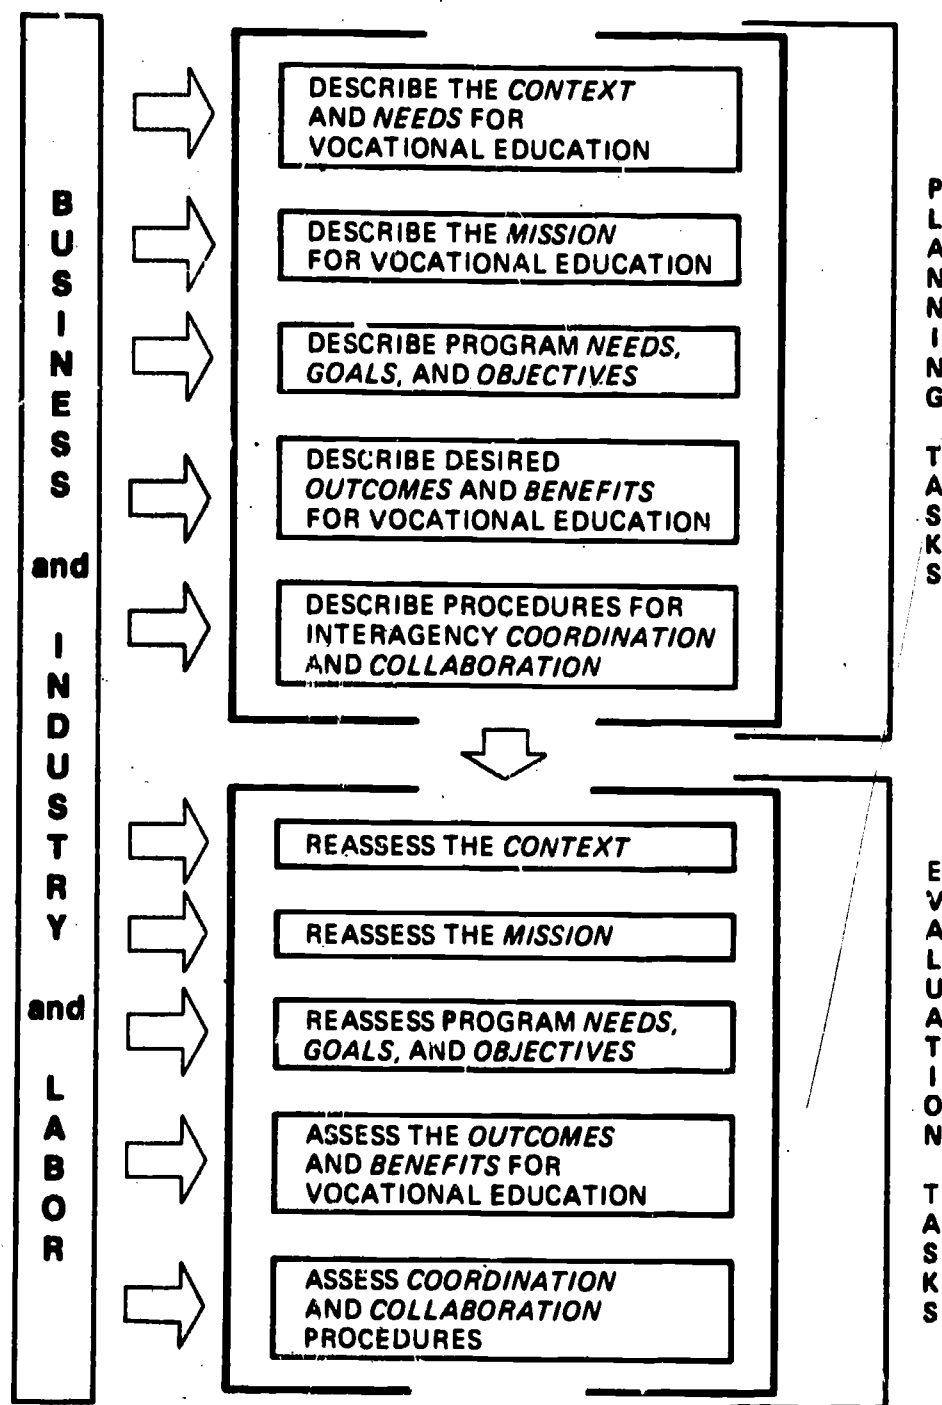 BUSINESS and INDUSTRY and LABOR
DESCRIBE THE CONTEXT
AND NEEDS FOR
VOCATIONAL EDUCATION
DESCRIBE THE MISSION
FOR VOCATIONAL EDUCATION
DESCRIBE PROGRAM NEEDS,
GOALS, AND OBJECTIVES
DESCRIBE DESIRED
OUTCOMES AND BENEFITS
FOR VOCATIONAL EDUCATION
DESCRIBE PROCEDURES FOR
INTERAGENCY COORDINATION
AND COLLABORATION
PLANNING TASKS
REASSESS THE CONTEXT
REASSESS THE MISSION
REASSESS PROGRAM NEEDS,
GOALS, AND OBJECTIVES
ASSESS THE OUTCOMES
AND BENEFITS FOR
VOCATIONAL EDUCATION
ASSESS COORDINATION
AND COLLABORATION
PROCEDURES
EVALUATION TASKS